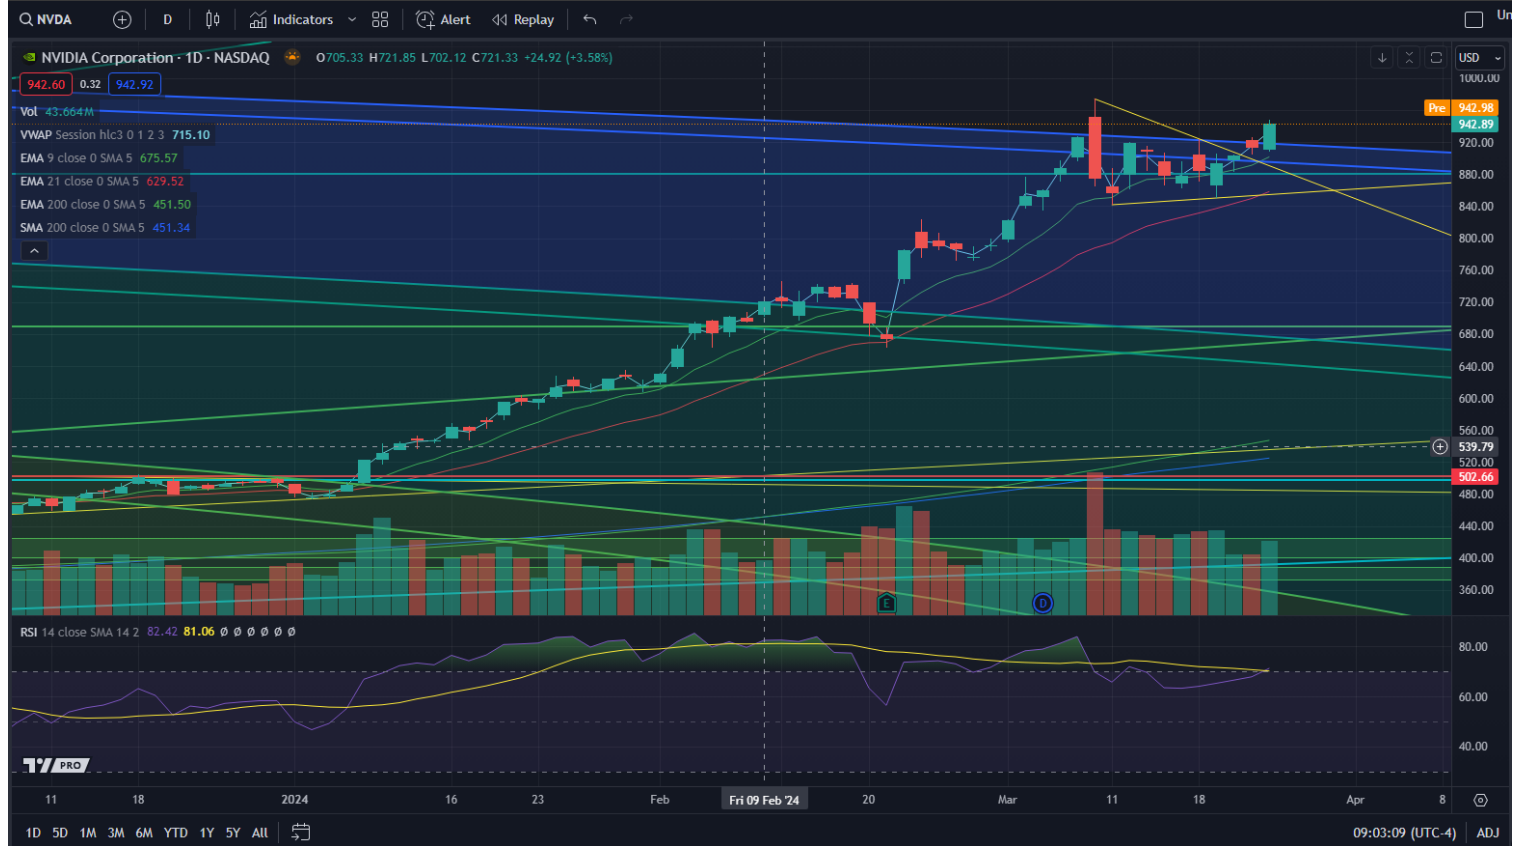 NVDA D Indicators Alert Replay Un
NVIDIA Corporation · 1D · NASDAQ O705.33 H721.85 L702.12 C721.33 +24.92 (+3.58%) USD
942.60 0.32 942.92
Vol 43.664M
VWAP Session hlc3 0 1 2 3 715.10
EMA 9 close 0 SMA 5 675.57
EMA 21 close 0 SMA 5 629.52
EMA 200 close 0 SMA 5 451.50
SMA 200 close 0 SMA 5 451.34
1000.00
Pre 942.98
942.89
920.00
880.00
840.00
800.00
760.00
720.00
680.00
640.00
600.00
560.00
539.79
520.00
502.66
480.00
440.00
400.00
360.00
E D
RSI 14 close SMA 14 2 82.42 81.06 Ø Ø Ø Ø Ø Ø
80.00
60.00
40.00
PRO
11 18 2024 16 23 Feb Fri 09 Feb '24 20 Mar 11 18 Apr 8
1D 5D 1M 3M 6M YTD 1Y 5Y All 09:03:09 (UTC-4) ADJ